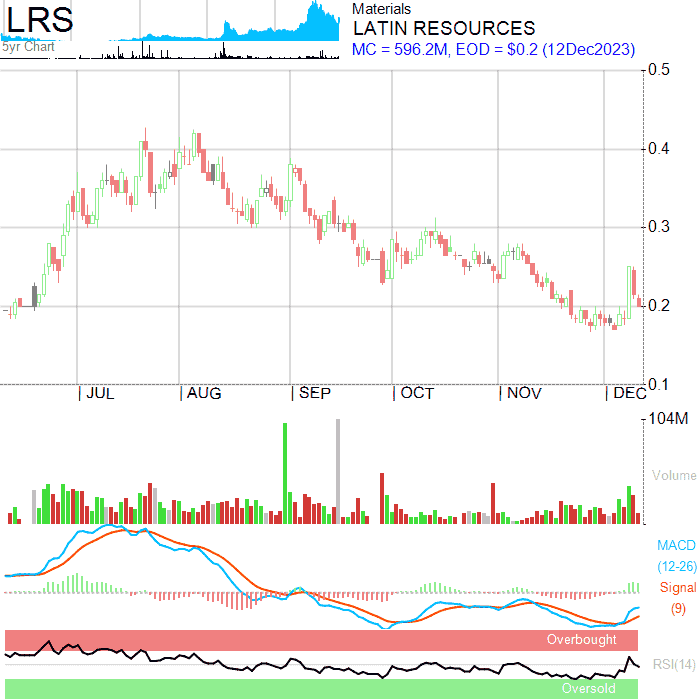 LRS
5yr Chart
Materials
LATIN RESOURCES
MC = 596.2M, EOD = $0.2 (12Dec2023)
0.5
0.4
0.3
0.2
0.1
JUL AUG SEP OCT NOV DEC
104M
Volume
MACD
(12-26)
Signal
(9)
Overbought
RSI(14)
Oversold